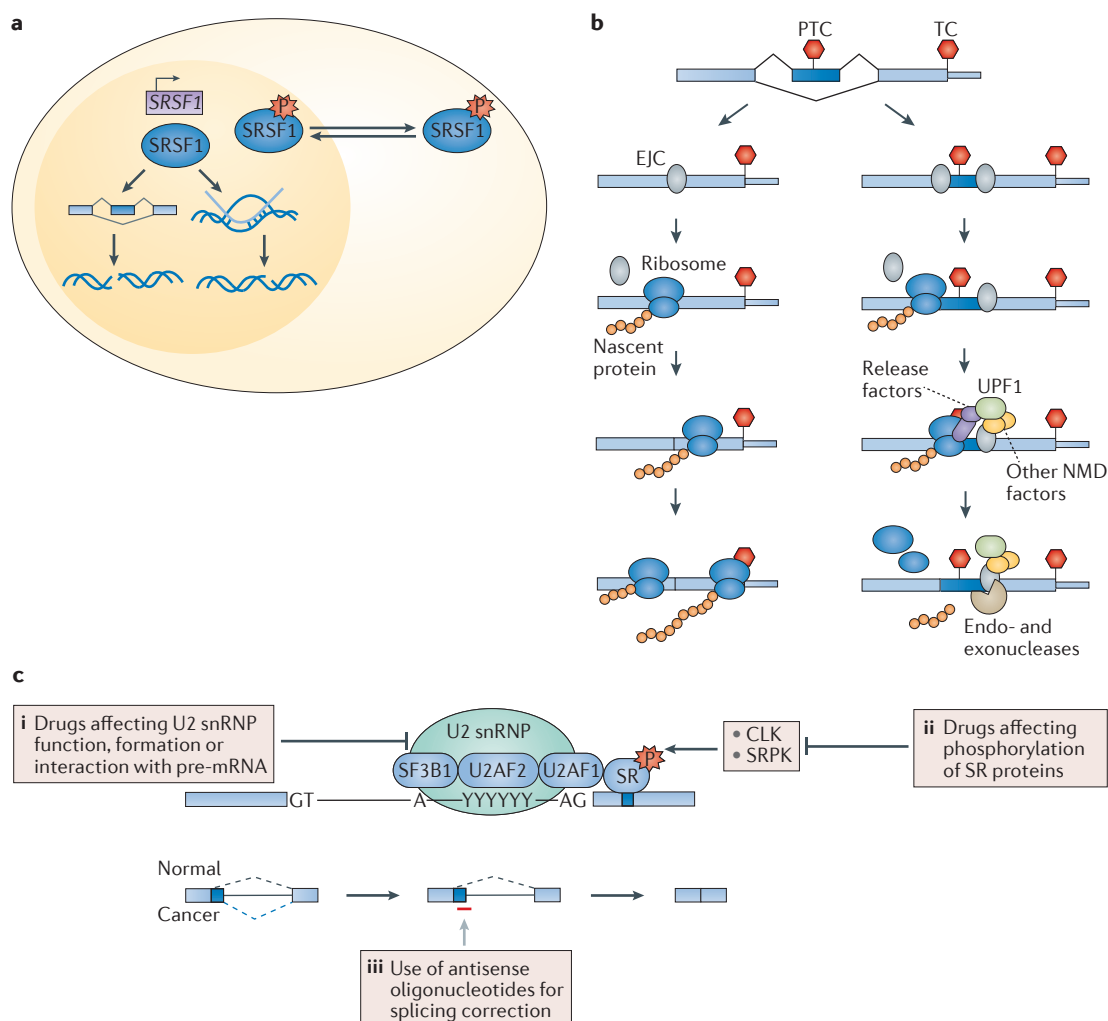 a
SRSF1
P
SRSF1
SRSF1
P
SRSF1
b
PTC
TC
EJC
Ribosome
Nascent
protein
Release
factors
UPF1
Other NMD
factors
Endo- and
exonucleases
c
i Drugs affecting U2 snRNP
function, formation or
interaction with pre-mRNA
U2 snRNP
SF3B1
U2AF2
U2AF1
SR
P
• CLK
• SRPK
ii Drugs affecting
phosphorylation
of SR proteins
GT
A
YYYYYY
AG
Normal
Cancer
iii Use of antisense
oligonucleotides for
splicing correction